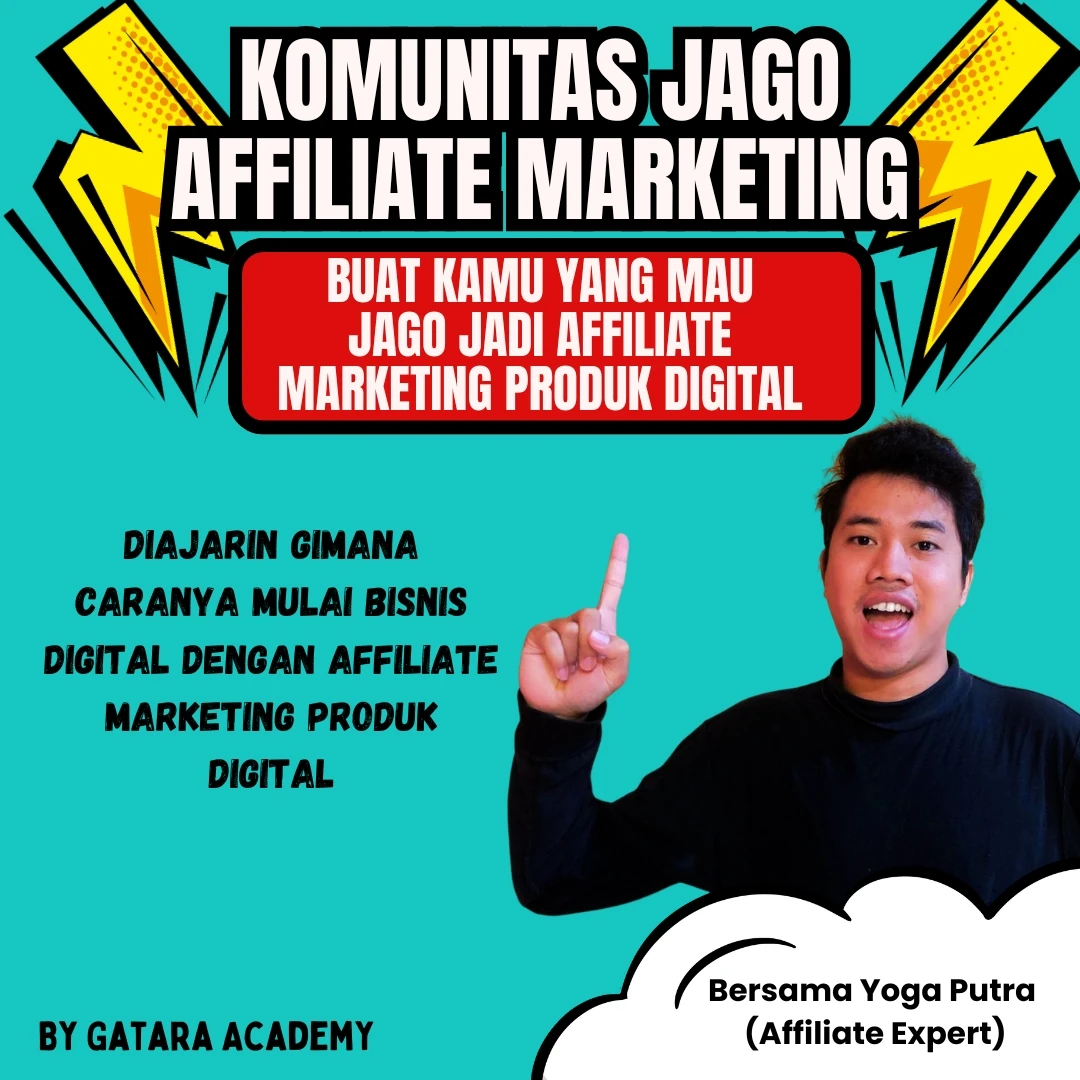 KOMUNITAS JAGO
AFFILIATE MARKETING
BUAT KAMU YANG MAU
JAGO JADI AFFILIATE
MARKETING PRODUK DIGITAL
DIAJARIN GIMANA
CARANYA MULAI BISNIS
DIGITAL DENGAN AFFILIATE
MARKETING PRODUK
DIGITAL
Bersama Yoga Putra
(Affiliate Expert)
BY GATARA ACADEMY